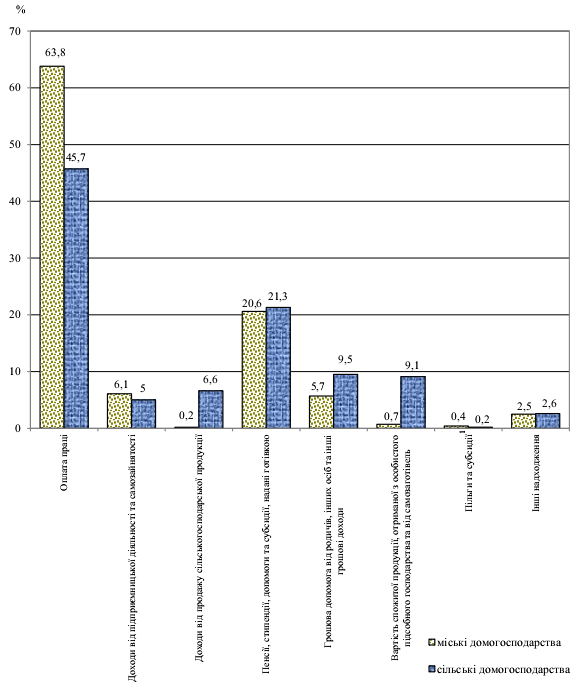 %
70
63,8
60
50
45,7
40
30
20,6
21,3
20
10
6,1
5
0,2
6,6
5,7
9,5
0,7
9,1
0,4
0,2
2,5
2,6
0
Оплата праці
Доходи від підприємницької діяльності та самозайнятості
Доходи від продажу сільськогосподарської продукції
Пенсії, стипендії, допомоги та субсидії, надані готівкою
Грошова допомога від родичів, інших осіб та інші
грошові доходи
Вартість спожитої продукції, отриманої з особистого
підсобного господарства та від самозаготівель
Пільги та субсидії1
Інші надходження
міські домогосподарства
сільські домогосподарства